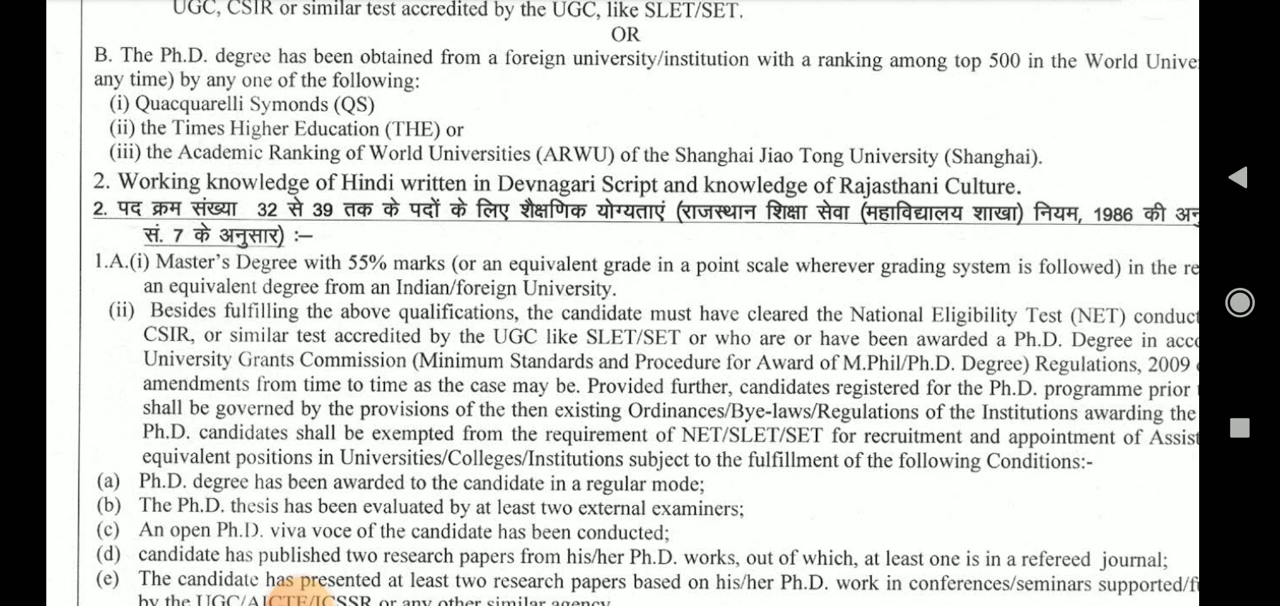 UGC, CSIR or similar test accredited by the UGC, like SLET/SET.
OR
B. The Ph.D. degree has been obtained from a foreign university/institution with a ranking among top 500 in the World Unive
any time) by any one of the following:
(i) Quacquarelli Symonds (QS)
(ii) the Times Higher Education (THE) or
(iii) the Academic Ranking of World Universities (ARWU) of the Shanghai Jiao Tong University (Shanghai).
2. Working knowledge of Hindi written in Devnagari Script and knowledge of Rajasthani Culture.
2. पद क्रम संख्या 32 से 39 तक के पदों के लिए शैक्षणिक योग्यताएं (राजस्थान शिक्षा सेवा (महाविद्यालय शाखा) नियम, 1986 की अनु
सं. 7 के अनुसार) :–
1.A.(i) Master's Degree with 55% marks (or an equivalent grade in a point scale wherever grading system is followed) in the re
an equivalent degree from an Indian/foreign University.
(ii) Besides fulfilling the above qualifications, the candidate must have cleared the National Eligibility Test (NET) conduct
CSIR, or similar test accredited by the UGC like SLET/SET or who are or have been awarded a Ph.D. Degree in acco
University Grants Commission (Minimum Standards and Procedure for Award of M.Phil/Ph.D. Degree) Regulations, 2009
amendments from time to time as the case may be. Provided further, candidates registered for the Ph.D. programme prior
shall be governed by the provisions of the then existing Ordinances/Bye-laws/Regulations of the Institutions awarding the
Ph.D. candidates shall be exempted from the requirement of NET/SLET/SET for recruitment and appointment of Assist
equivalent positions in Universities/Colleges/Institutions subject to the fulfillment of the following Conditions:-
(a) Ph.D. degree has been awarded to the candidate in a regular mode;
(b) The Ph.D. thesis has been evaluated by at least two external examiners;
(c) An open Ph.D. viva voce of the candidate has been conducted;
(d) candidate has published two research papers from his/her Ph.D. works, out of which, at least one is in a refereed journal;
(e) The candidate has presented at least two research papers based on his/her Ph.D. work in conferences/seminars supported/f
by the UGC/AICTE/ICSSR or any other similar agency